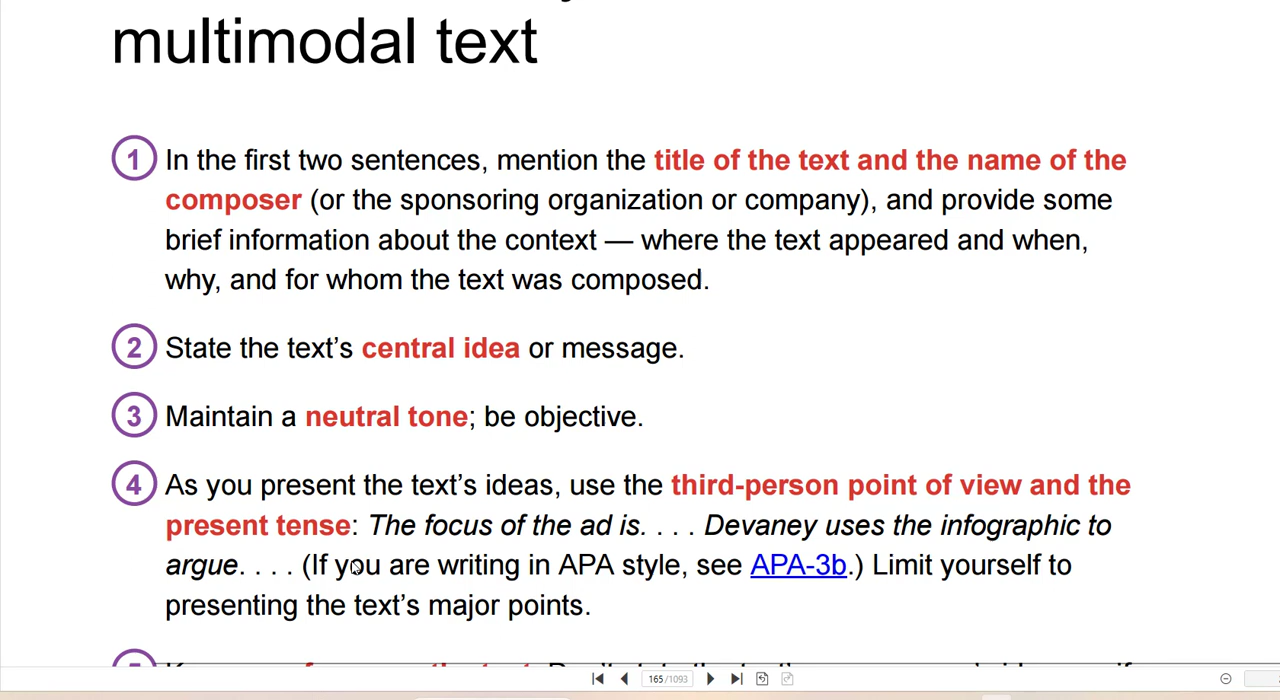 multimodal text
1 In the first two sentences, mention the title of the text and the name of the
composer (or the sponsoring organization or company), and provide some
brief information about the context — where the text appeared and when,
why, and for whom the text was composed.
2 State the text’s central idea or message.
3 Maintain a neutral tone; be objective.
4 As you present the text’s ideas, use the third-person point of view and the
present tense: The focus of the ad is. . . . Devaney uses the infographic to
argue. . . . (If you are writing in APA style, see APA-3b.) Limit yourself to
presenting the text’s major points.
165 /1093